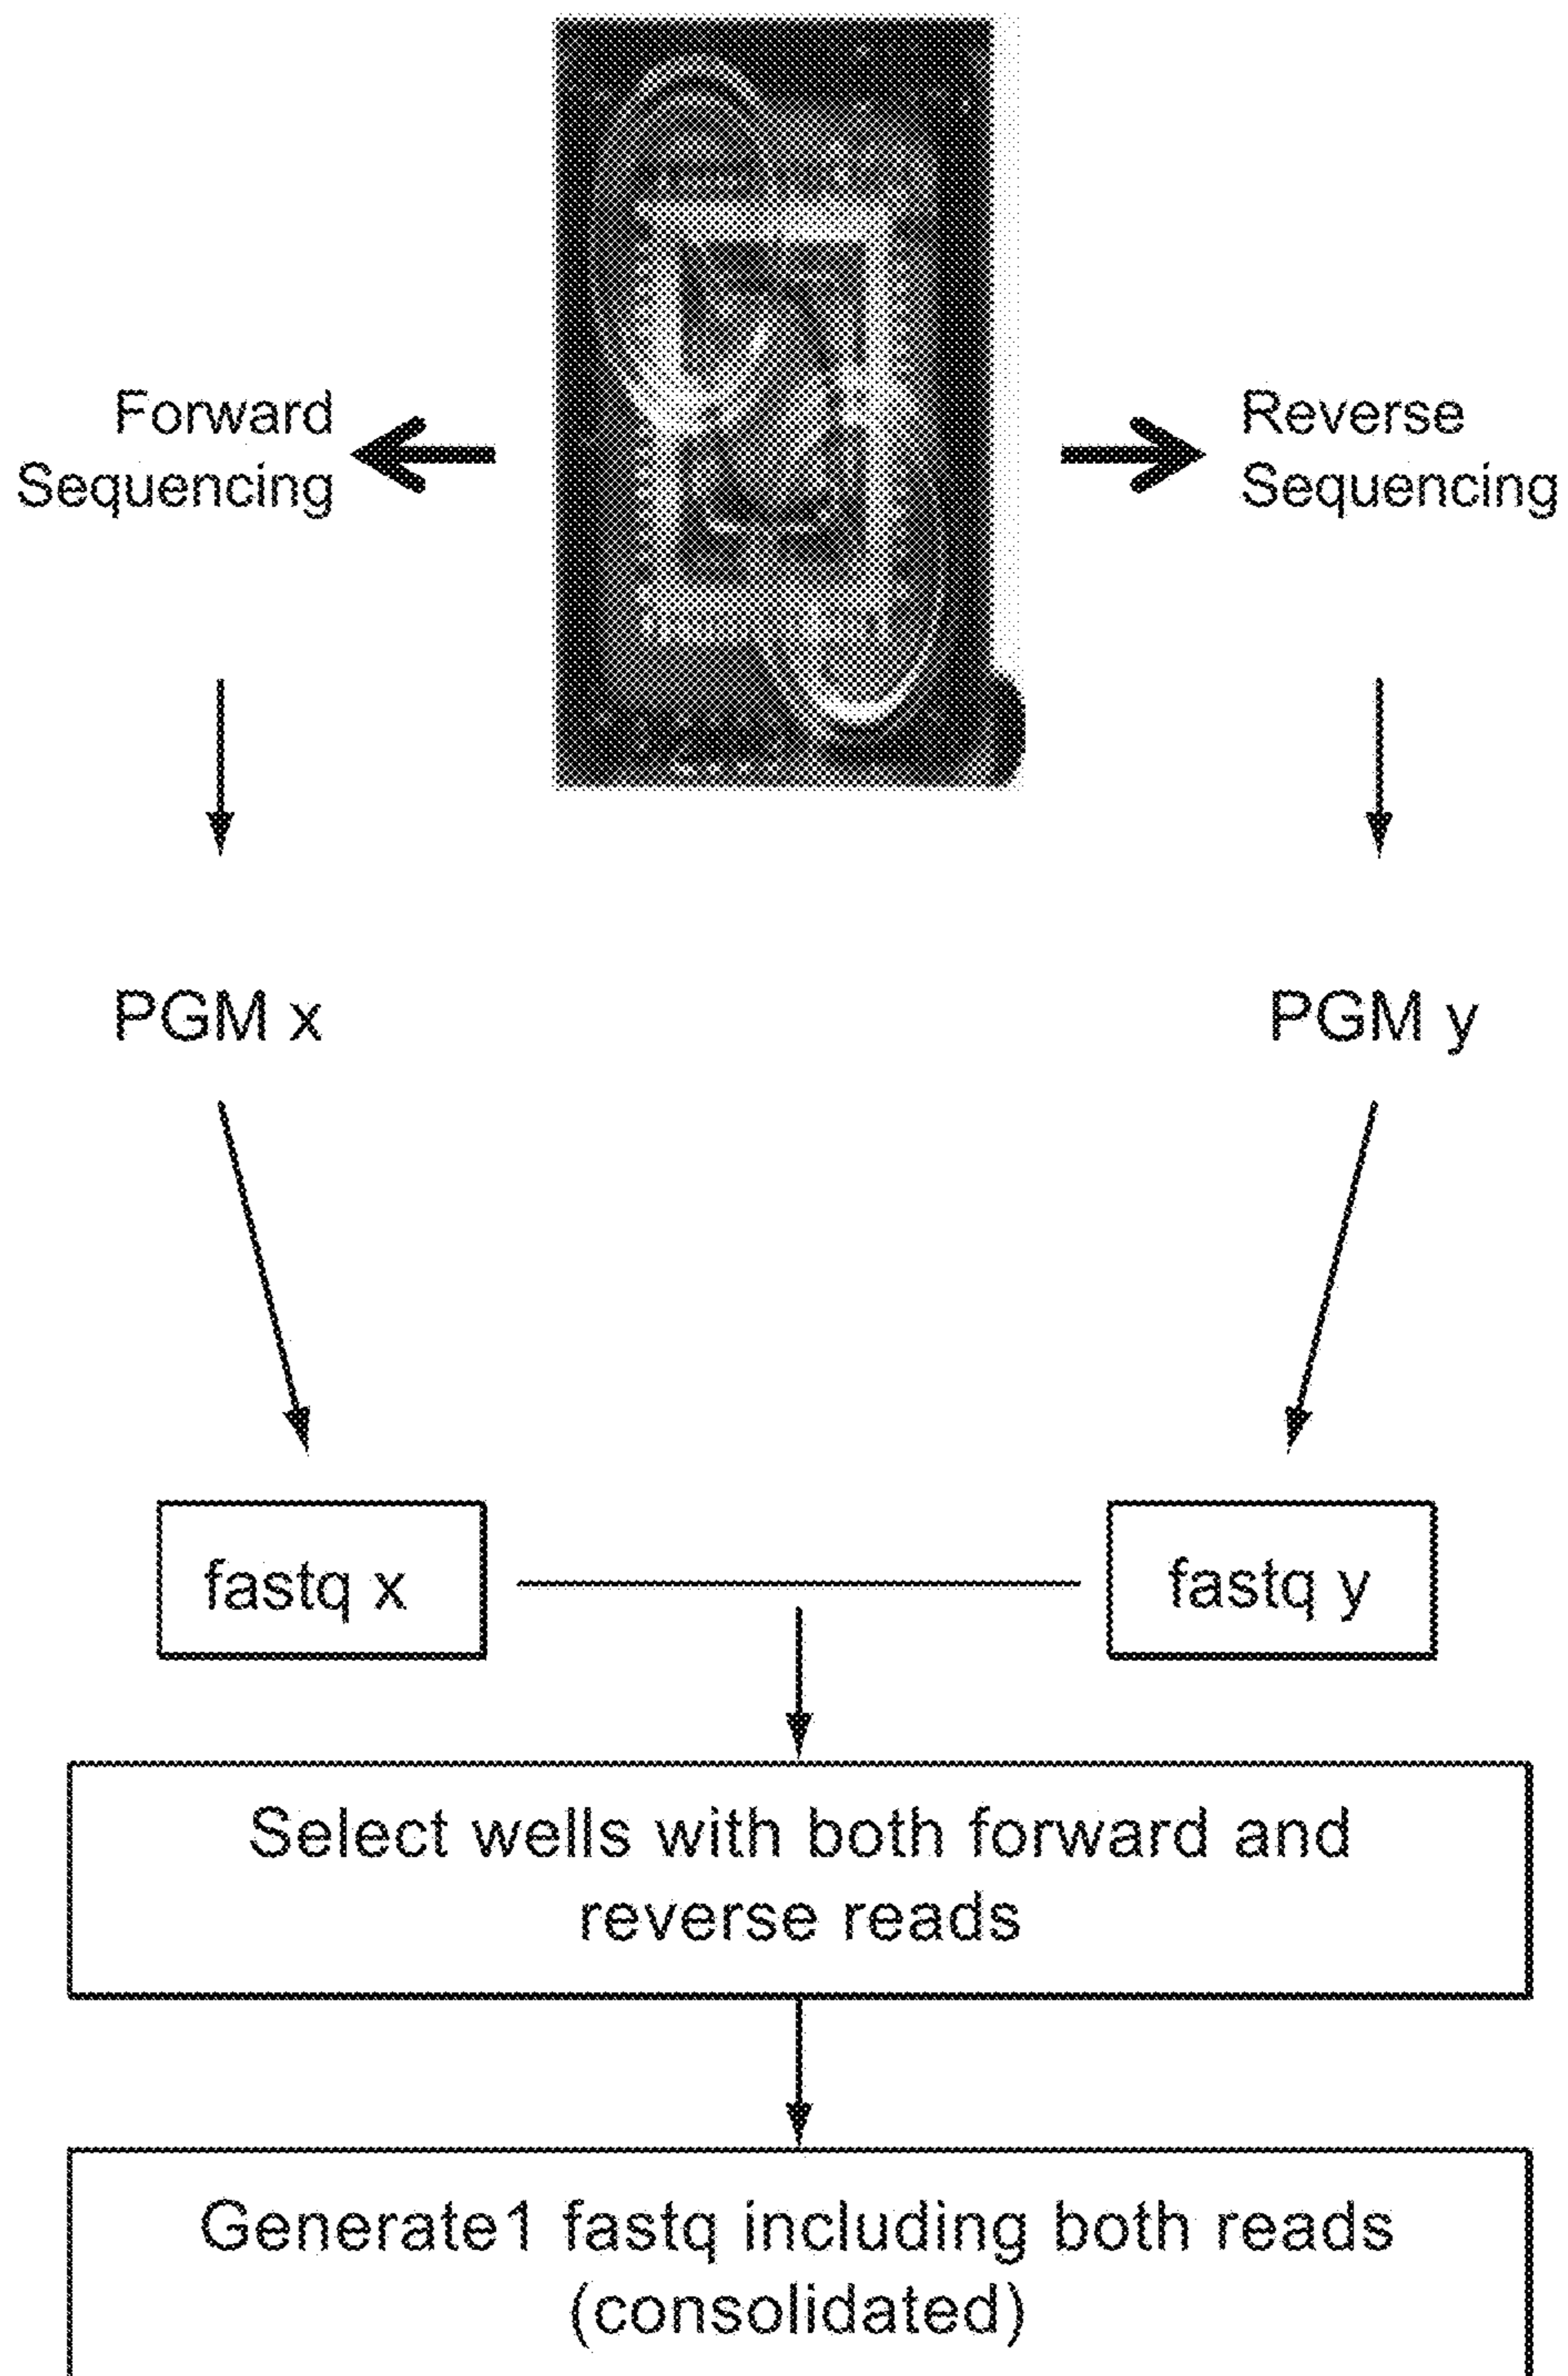 Forward
Sequencing
Reverse
Sequencing
PGM x
PGM y
fastq x
fastq y
Select wells with both forward and
reverse reads
Generate1 fastq including both reads
(consolidated)